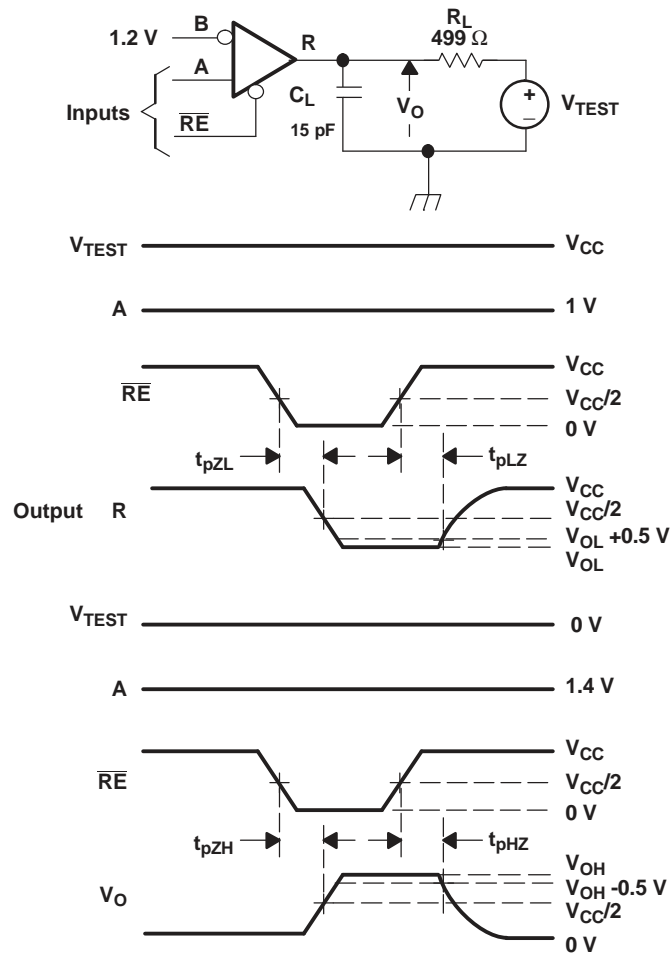 B
1.2 V
A
Inputs
RE
R
C_L
15 pF
V_O
R_L
499 Ω
+
−
V_TEST
V_TEST
V_CC
A
1 V
RE
V_CC
V_CC/2
0 V
t_pZL
t_pLZ
Output R
V_CC
V_CC/2
V_OL +0.5 V
V_OL
V_TEST
0 V
A
1.4 V
RE
V_CC
V_CC/2
0 V
t_pZH
t_pHZ
V_O
V_OH
V_OH -0.5 V
V_CC/2
0 V